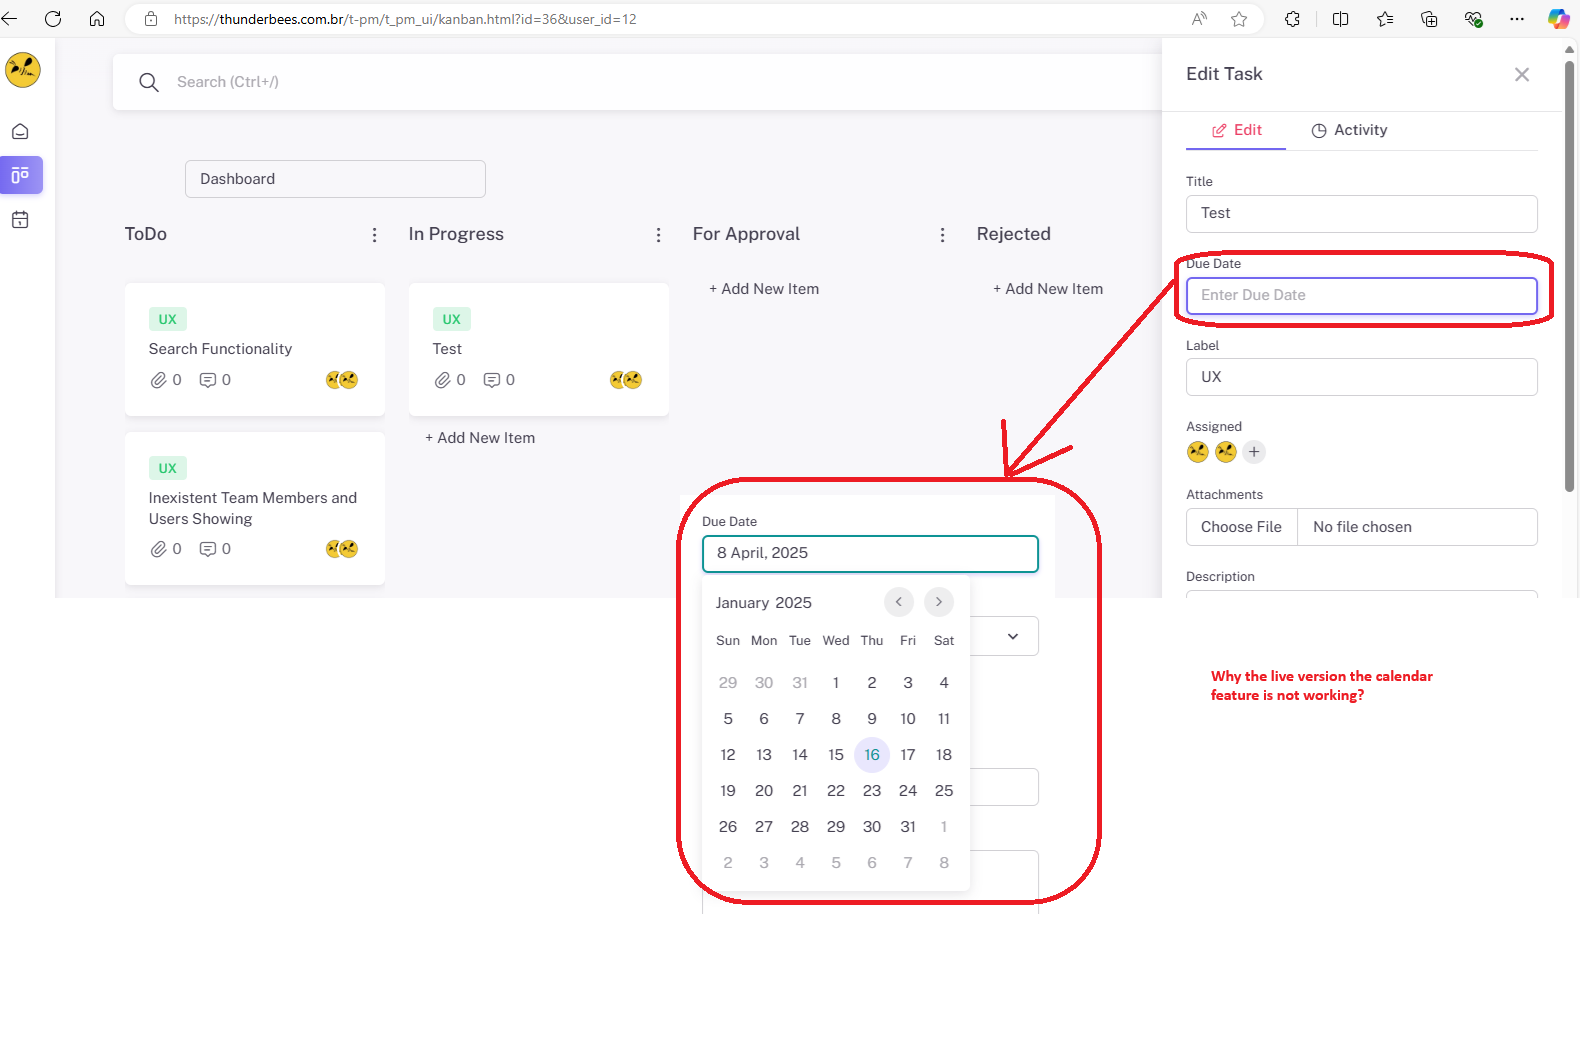 https://thunderbees.com.br/t-pm/t_pm_ui/kanban.html?id=36&user_id=12
Search (Ctrl+/)
Dashboard
ToDo
UX
Search Functionality
0 0
UX
Inexistent Team Members and
Users Showing
0 0
In Progress
UX
Test
0 0
+ Add New Item
For Approval
+ Add New Item
Rejected
+ Add New Item
Edit Task
Edit Activity
Title
Test
Due Date
Enter Due Date
Label
UX
Assigned
+
Attachments
Choose File No file chosen
Description
Due Date
8 April, 2025
January 2025
Sun Mon Tue Wed Thu Fri Sat
29 30 31 1 2 3 4
5 6 7 8 9 10 11
12 13 14 15 16 17 18
19 20 21 22 23 24 25
26 27 28 29 30 31 1
2 3 4 5 6 7 8
Why the live version the calendar
feature is not working?